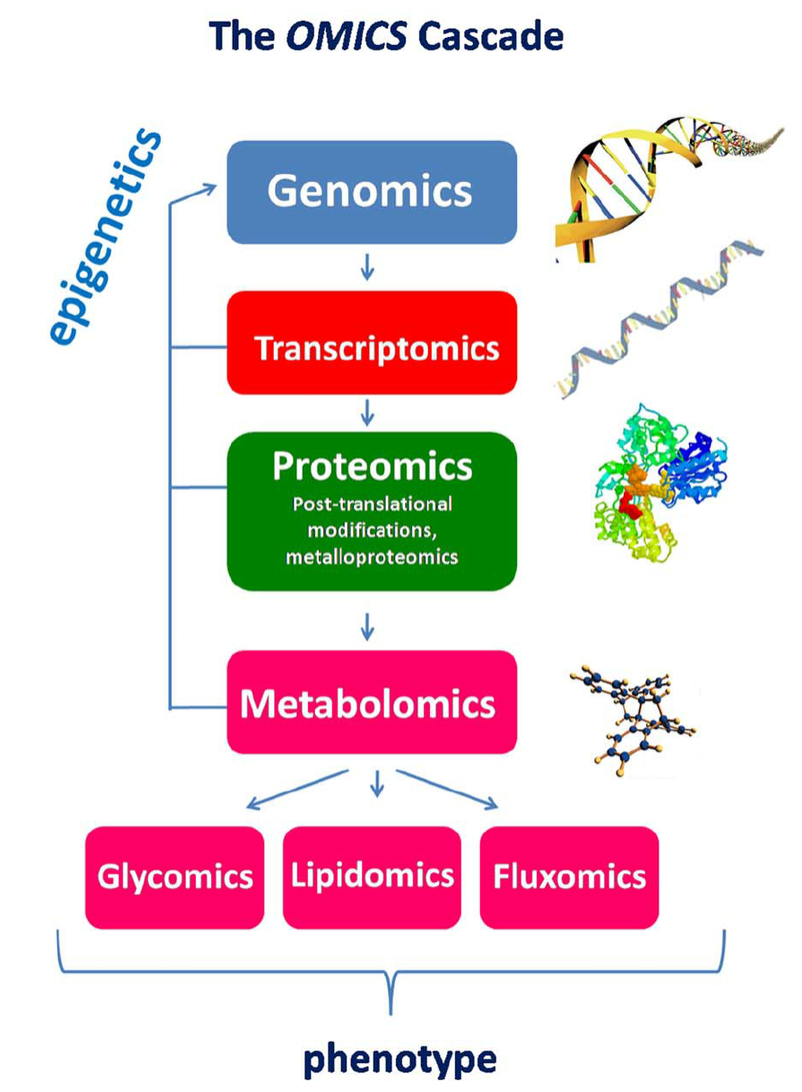 The OMICS Cascade
epigenetics
Genomics
Transcriptomics
Proteomics
Post-translational
modifications,
metalloproteomics
Metabolomics
Glycomics
Lipidomics
Fluxomics
phenotype